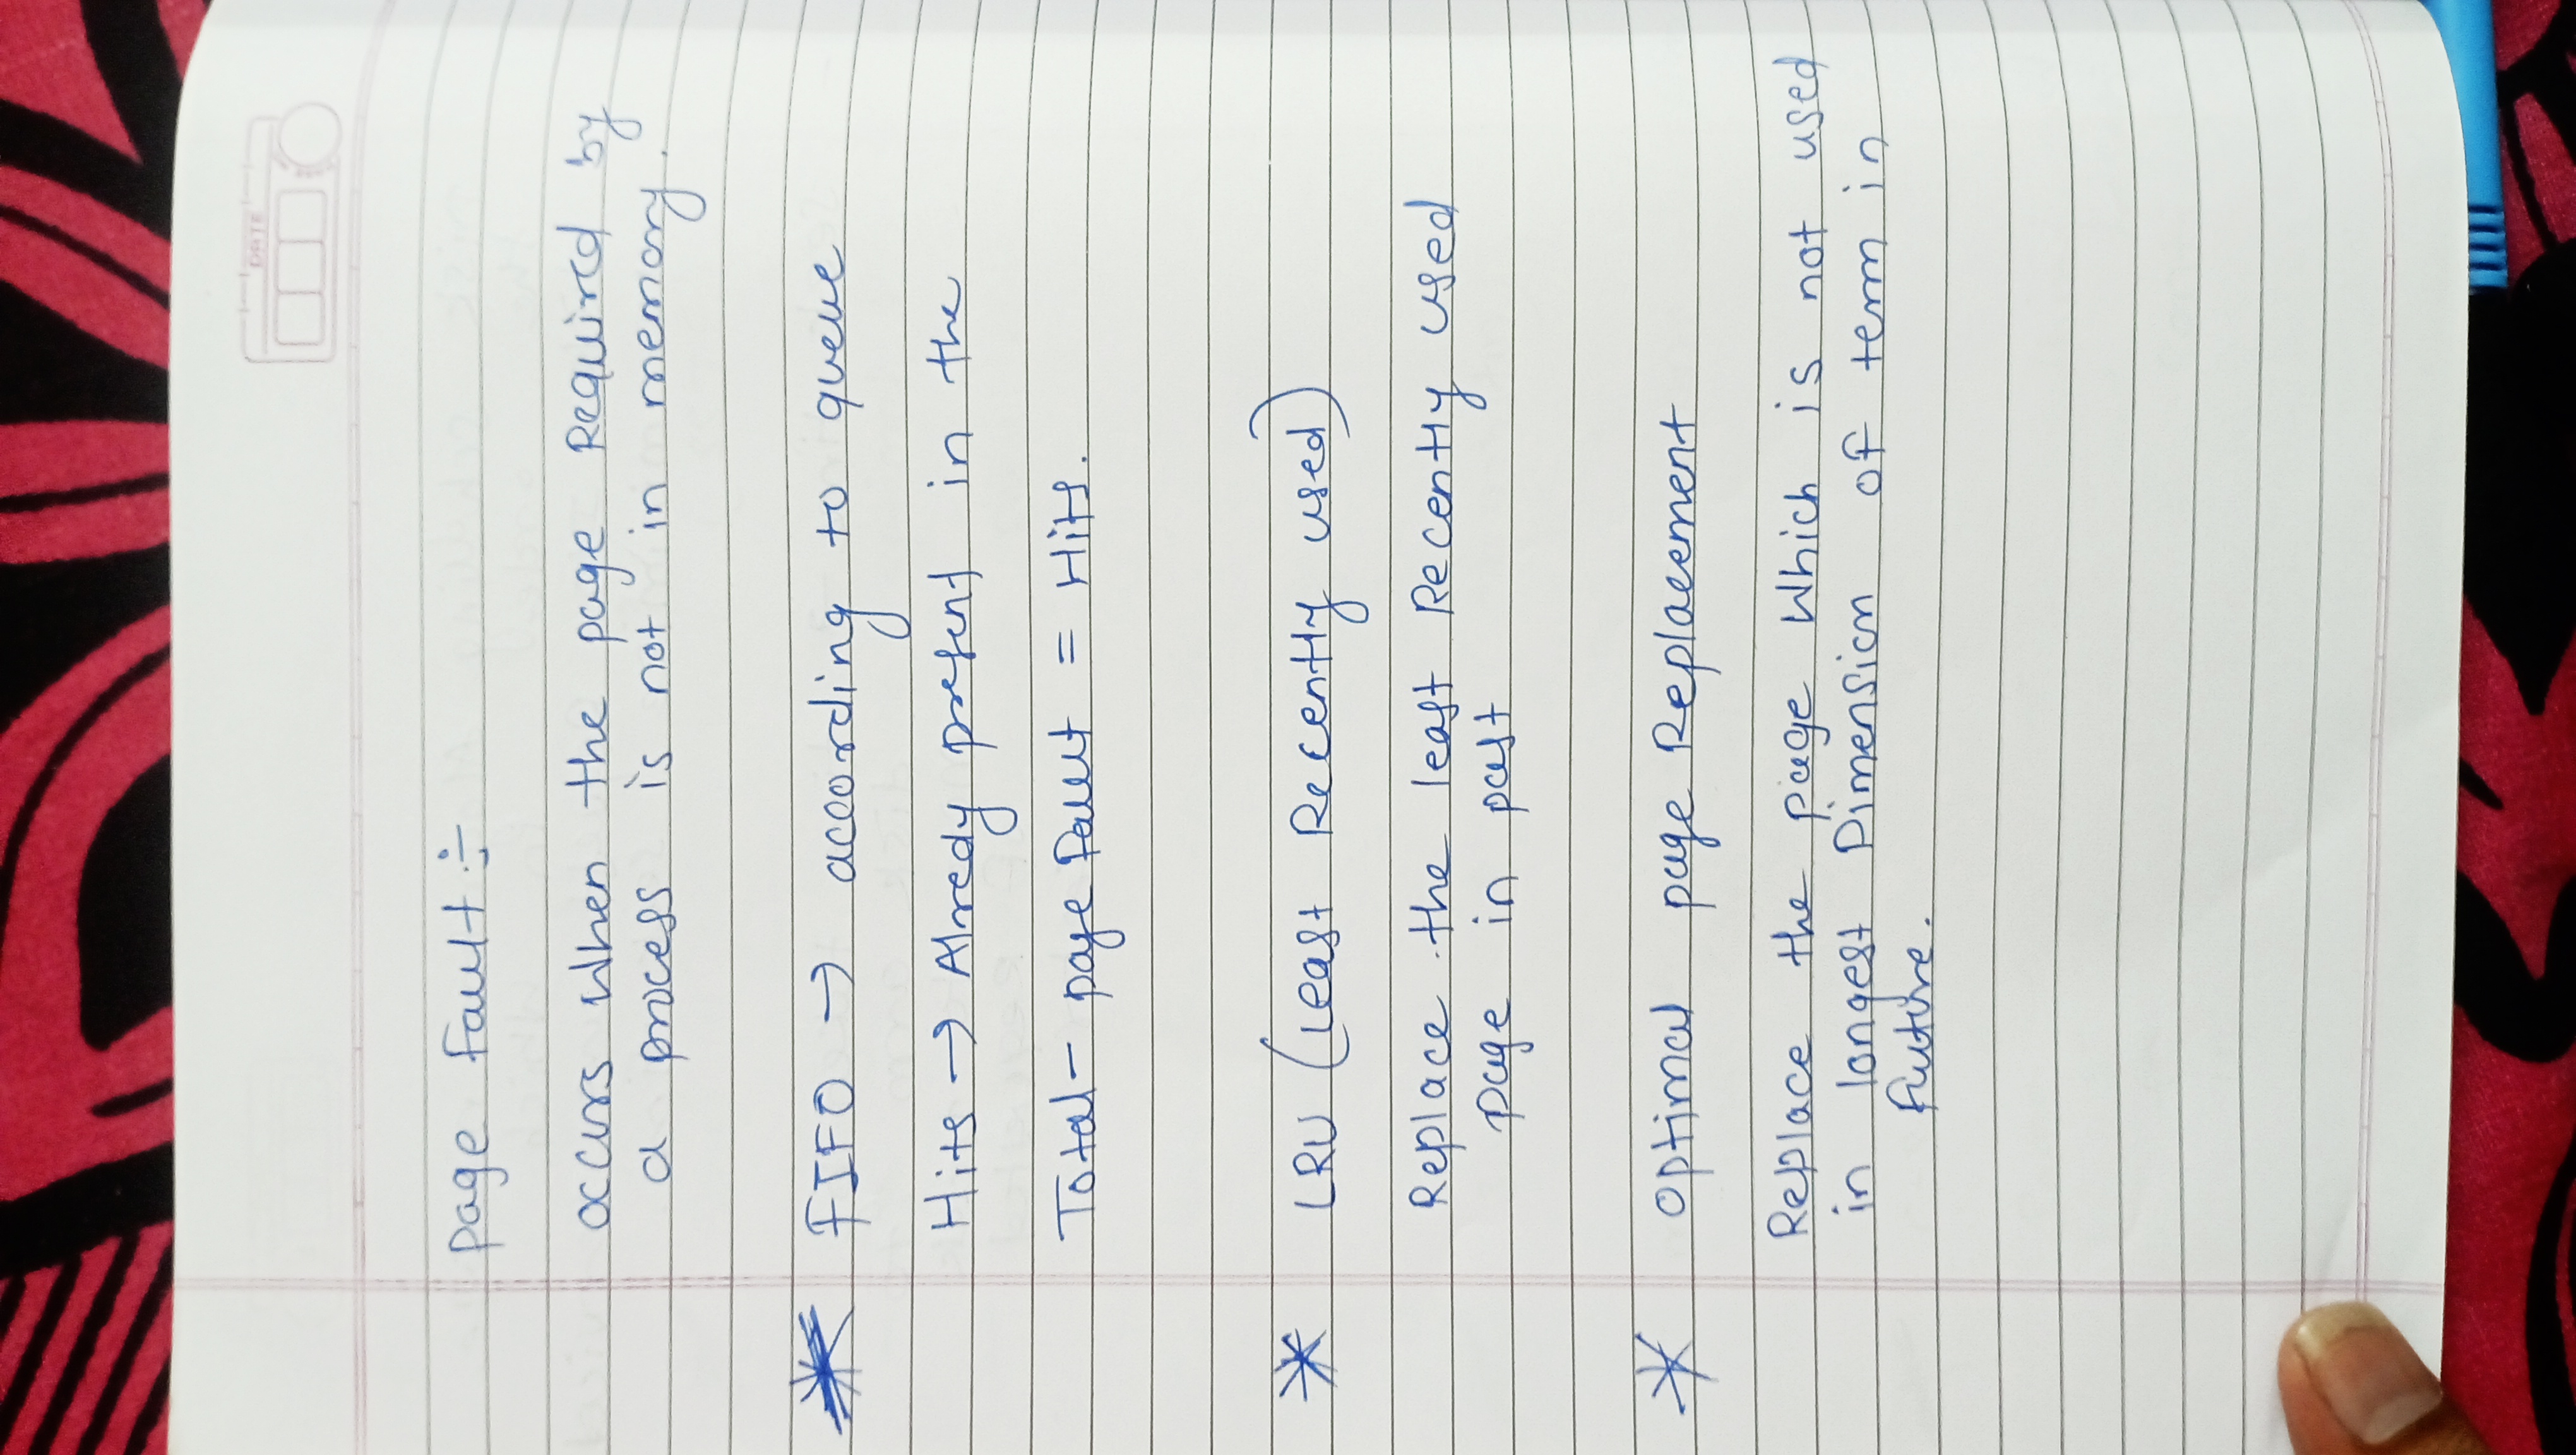 DATE
page fault ÷
occurs when the page Required by
a process is not in memory.
FIFO → according to queue
Hits → Alredy present in the
Total - page fault = Hits.
LRU (Least Recently used)
Replace the least Recently used
page in past
optimal page Replacement
Replace the page which is not used
in longest Dimension of term in
future.